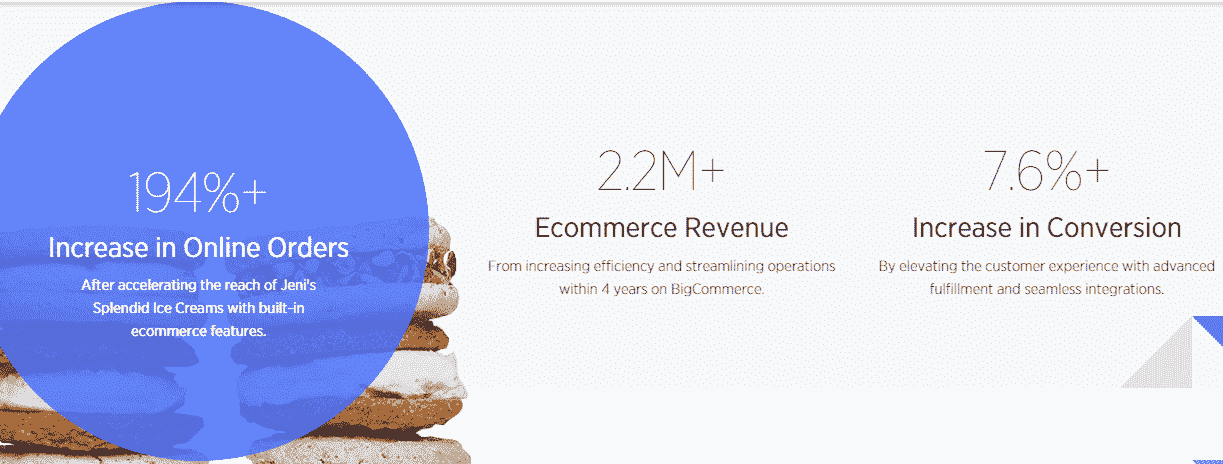 194%+
Increase in Online Orders
After accelerating the reach of Jeni's
Splendid Ice Creams with built-in
ecommerce features.
2.2M+
Ecommerce Revenue
From increasing efficiency and streamlining operations
within 4 years on BigCommerce.
7.6%+
Increase in Conversion
By elevating the customer experience with advanced
fulfillment and seamless integrations.